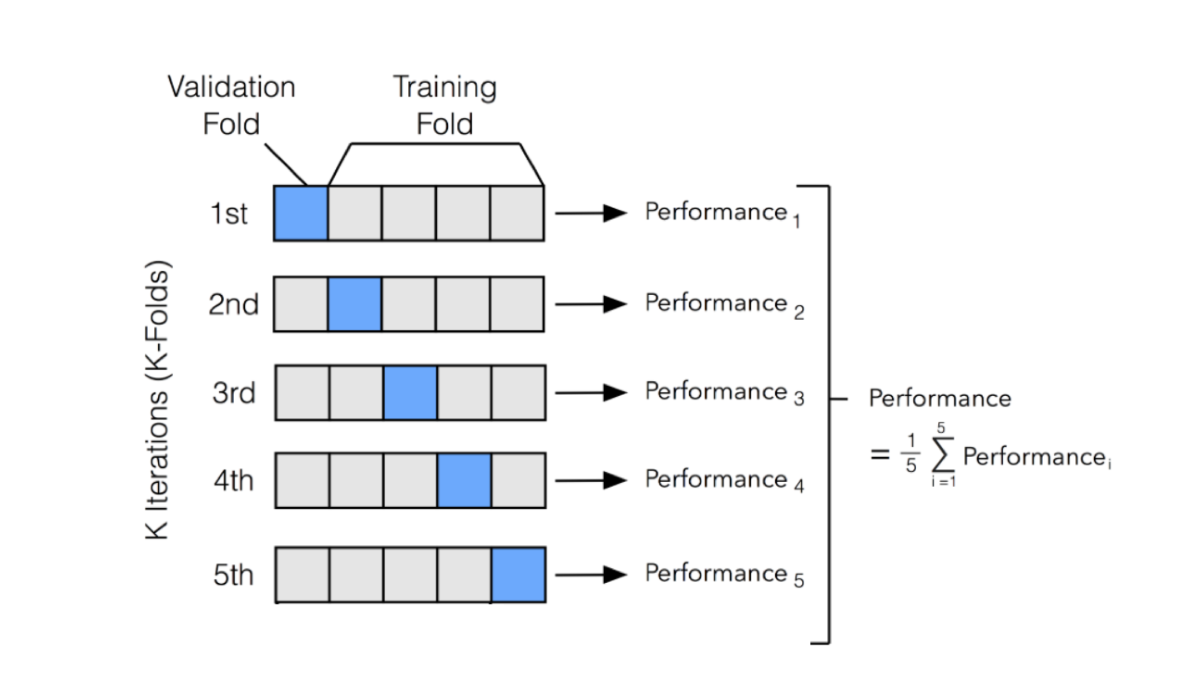 Validation
Fold
Training
Fold
K Iterations (K-Folds)
1st
Performance 1
2nd
Performance 2
3rd
Performance 3
4th
Performance 4
5th
Performance 5
Performance
= 1/5 5 ∑ i=1 Performance i